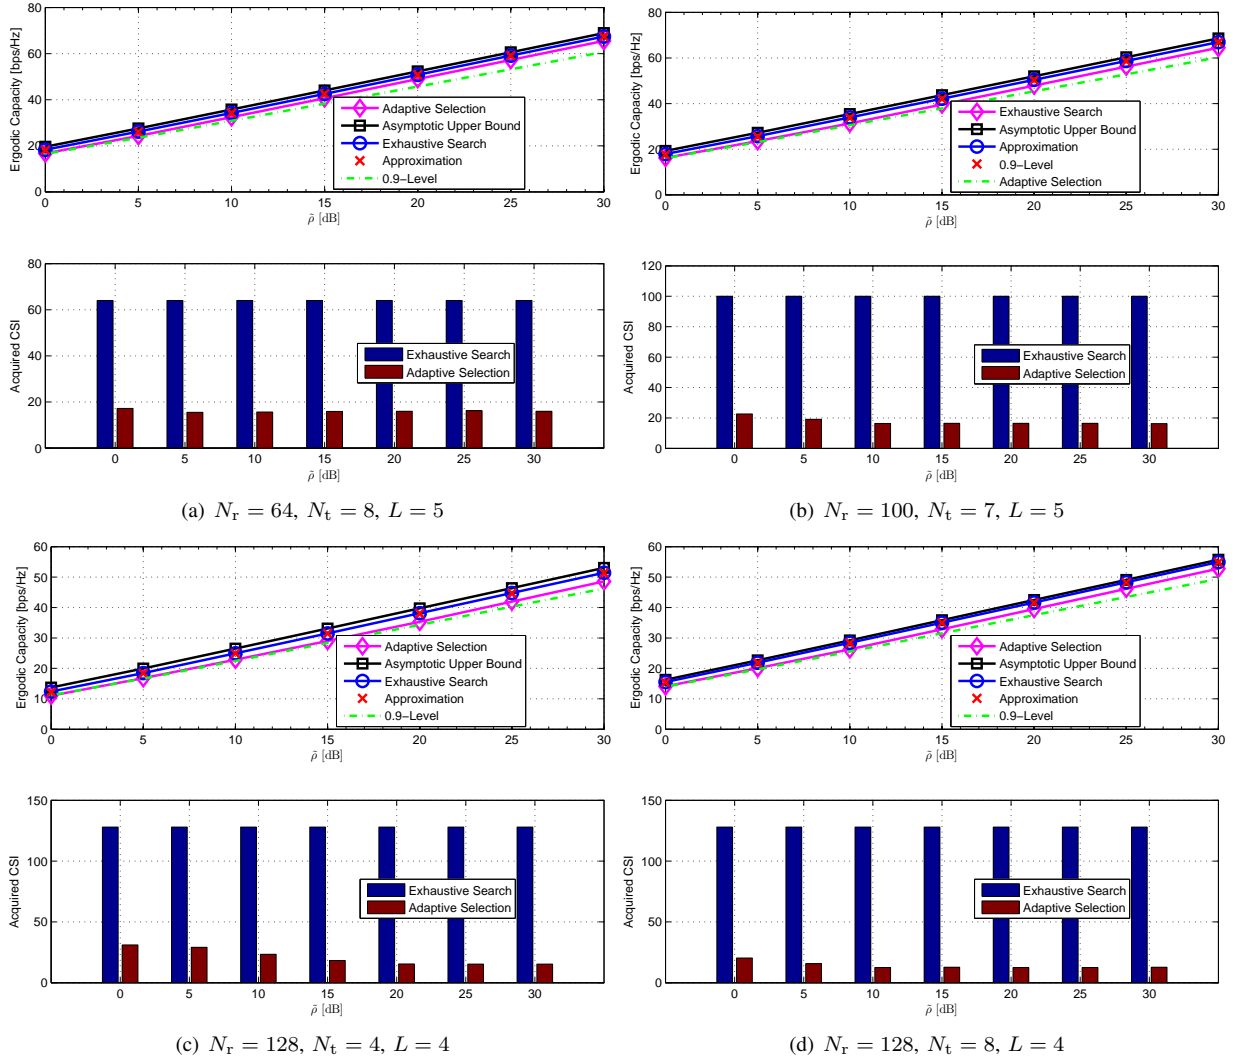 80
60
40
20
0
Ergodic Capacity [bps/Hz]
0 5 10 15 20 25 30
ρ̃ [dB]
Adaptive Selection
Asymptotic Upper Bound
Exhaustive Search
Approximation
0.9−Level
80
60
40
20
0
Acquired CSI
0 5 10 15 20 25 30
ρ̃ [dB]
Exhaustive Search
Adaptive Selection
(a) Nr = 64, Nt = 8, L = 5
80
60
40
20
0
Ergodic Capacity [bps/Hz]
0 5 10 15 20 25 30
ρ̃ [dB]
Exhaustive Search
Asymptotic Upper Bound
Approximation
0.9−Level
Adaptive Selection
120
100
80
60
40
20
0
Acquired CSI
0 5 10 15 20 25 30
ρ̃ [dB]
Exhaustive Search
Adaptive Selection
(b) Nr = 100, Nt = 7, L = 5
60
50
40
30
20
10
0
Ergodic Capacity [bps/Hz]
0 5 10 15 20 25 30
ρ̃ [dB]
Adaptive Selection
Asymptotic Upper Bound
Exhaustive Search
Approximation
0.9−Level
150
100
50
0
Acquired CSI
0 5 10 15 20 25 30
ρ̃ [dB]
Exhaustive Search
Adaptive Selection
(c) Nr = 128, Nt = 4, L = 4
60
50
40
30
20
10
0
Ergodic Capacity [bps/Hz]
0 5 10 15 20 25 30
ρ̃ [dB]
Adaptive Selection
Asymptotic Upper Bound
Exhaustive Search
Approximation
0.9−Level
150
100
50
0
Acquired CSI
0 5 10 15 20 25 30
ρ̃ [dB]
Exhaustive Search
Adaptive Selection
(d) Nr = 128, Nt = 8, L = 4